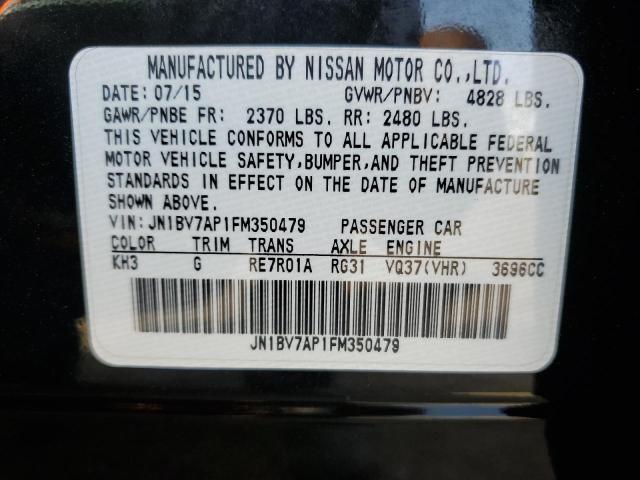 MANUFACTURED BY NISSAN MOTOR CO.,LTD.
DATE: 07/15 GVWR/PNBV: 4828 LBS.
GAWR/PNBE FR: 2370 LBS. RR: 2480 LBS.
THIS VEHICLE CONFORMS TO ALL APPLICABLE FEDERAL
MOTOR VEHICLE SAFETY,BUMPER,AND THEFT PREVENTION
STANDARDS IN EFFECT ON THE DATE OF MANUFACTURE
SHOWN ABOVE.
VIN: JN1BV7AP1FM350479 PASSENGER CAR
COLOR TRIM TRANS AXLE ENGINE
KH3 G RE7R01A RG31 VQ37(VHR) 3696CC
JN1BV7AP1FM350479